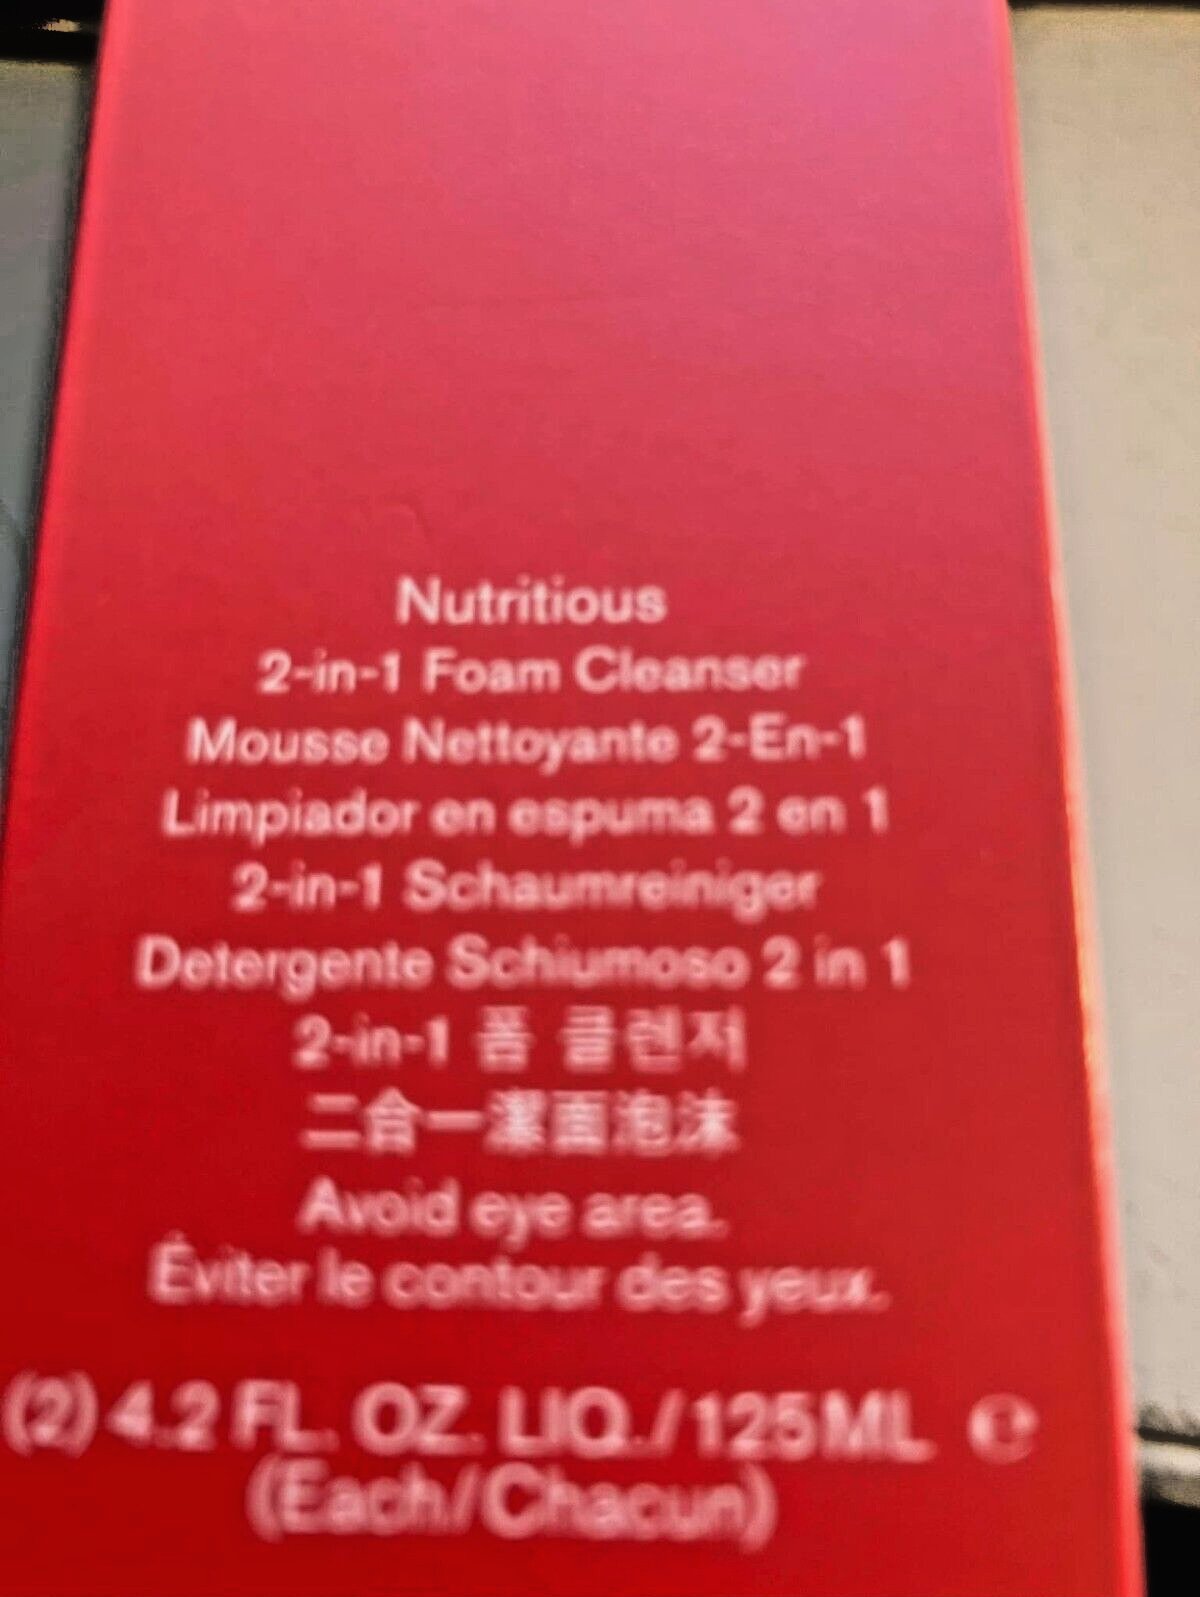 Nutritious
2-in-1 Foam Cleanser
Mousse Nettoyante 2-En-1
Limpiador en espuma 2 en 1
2-in-1 Schaumreiniger
Detergente Schiumoso 2 in 1
2-in-1 폼 클렌저
二合一潔面泡沫
Avoid eye area.
Éviter le contour des yeux.
(2) 4.2 FL. OZ. LIQ./125 ML ℮
(Each/Chacun)